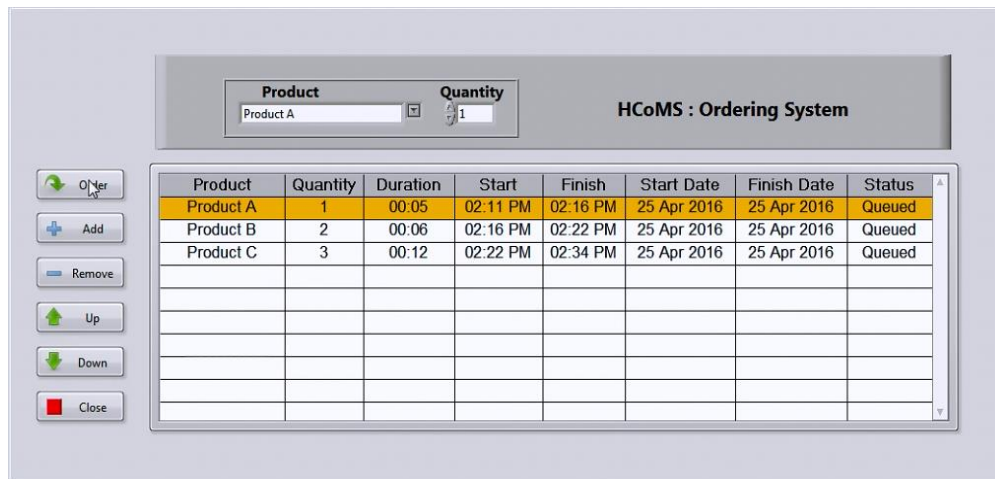 Product Quantity
Product A 1
HCoMS : Ordering System
Order
Add
Remove
Up
Down
Close
Product Quantity Duration Start Finish Start Date Finish Date Status
Product A 1 00:05 02:11 PM 02:16 PM 25 Apr 2016 25 Apr 2016 Queued
Product B 2 00:06 02:16 PM 02:22 PM 25 Apr 2016 25 Apr 2016 Queued
Product C 3 00:12 02:22 PM 02:34 PM 25 Apr 2016 25 Apr 2016 Queued